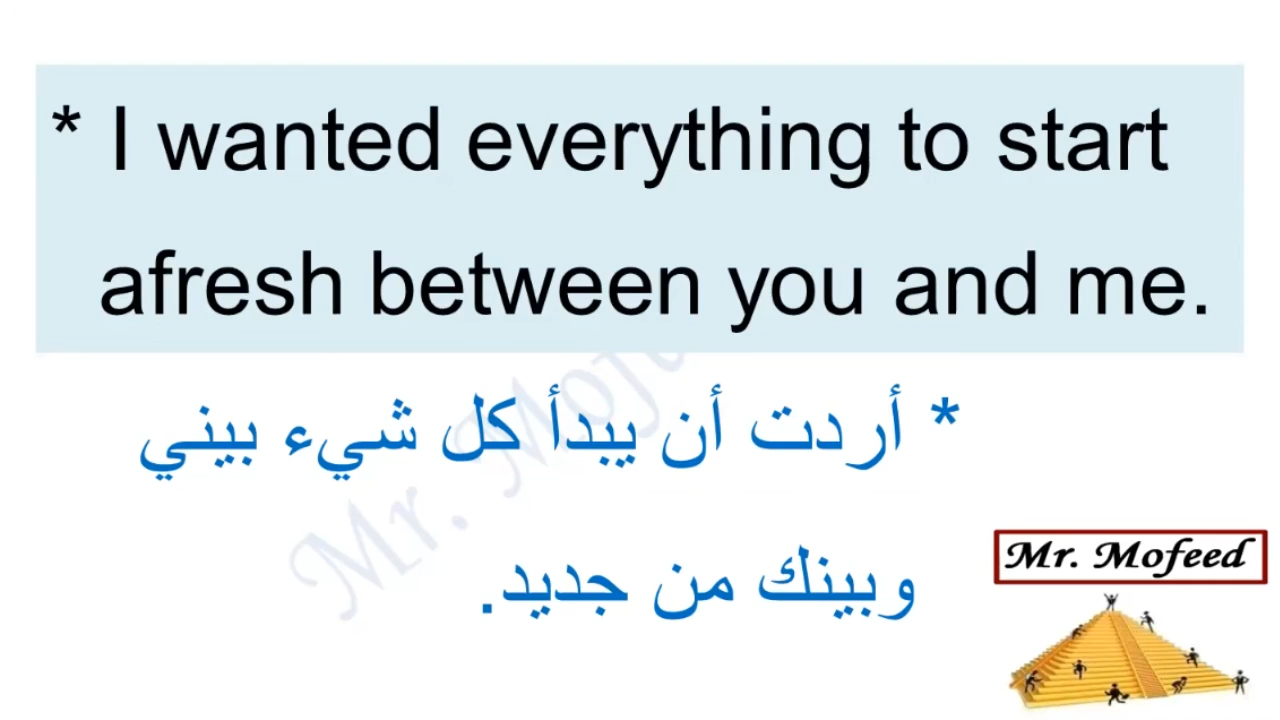 * I wanted everything to start
afresh between you and me.
* أردت أن يبدأ كل شيء بيني
وبينك من جديد.
Mr. Mofeed